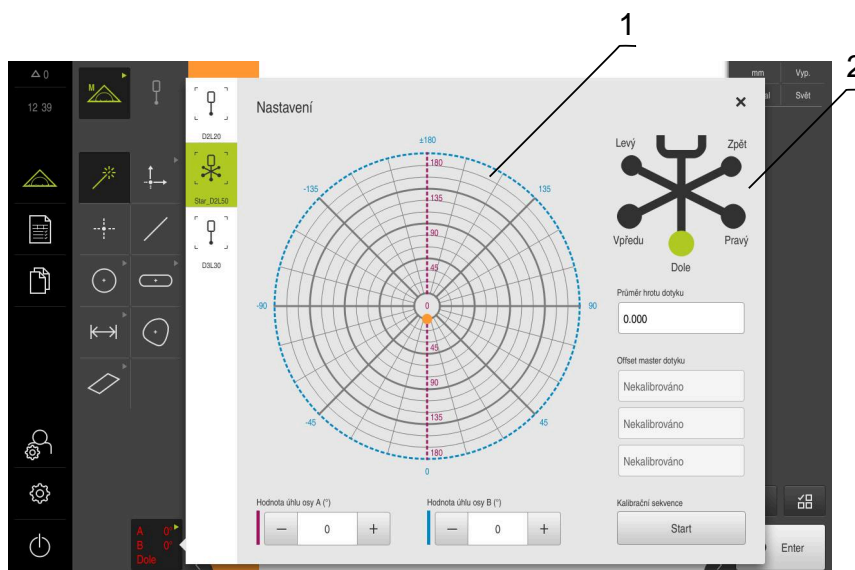 1
2
△ 0
12 39
M
D2L20
Star_D2L50
D3L30
Nastavení
×
mm
Vyp.
al
Svět
±180
-135
135
-90
90
-45
45
0
180
135
90
45
0
45
90
135
180
Levý
Zpět
Vpředu
Pravý
Dole
Průměr hrotu dotyku
0.000
Offset master dotyku
Nekalibrováno
Nekalibrováno
Nekalibrováno
Kalibrační sekvence
Start
Hodnota úhlu osy A (°)
− 0 +
Hodnota úhlu osy B (°)
− 0 +
A 0°
B 0°
Dole
Enter